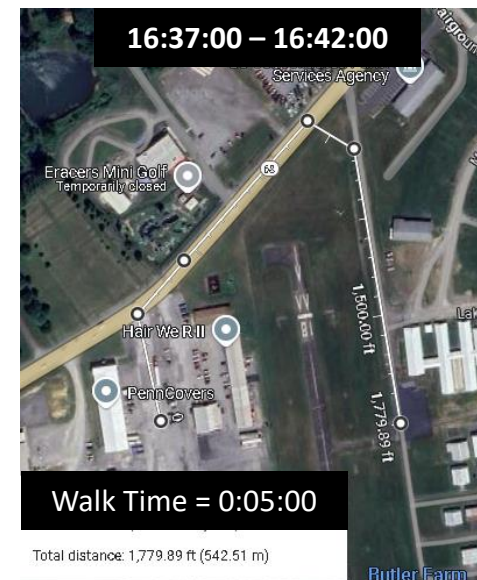 16:37:00 – 16:42:00
Services Agency
Eracers Mini Golf
Temporarily closed
68
Hair We R II
PennCovers
0
1,500.00 ft
1,779.89 ft
Walk Time = 0:05:00
Total distance: 1,779.89 ft (542.51 m)
Butler Farm